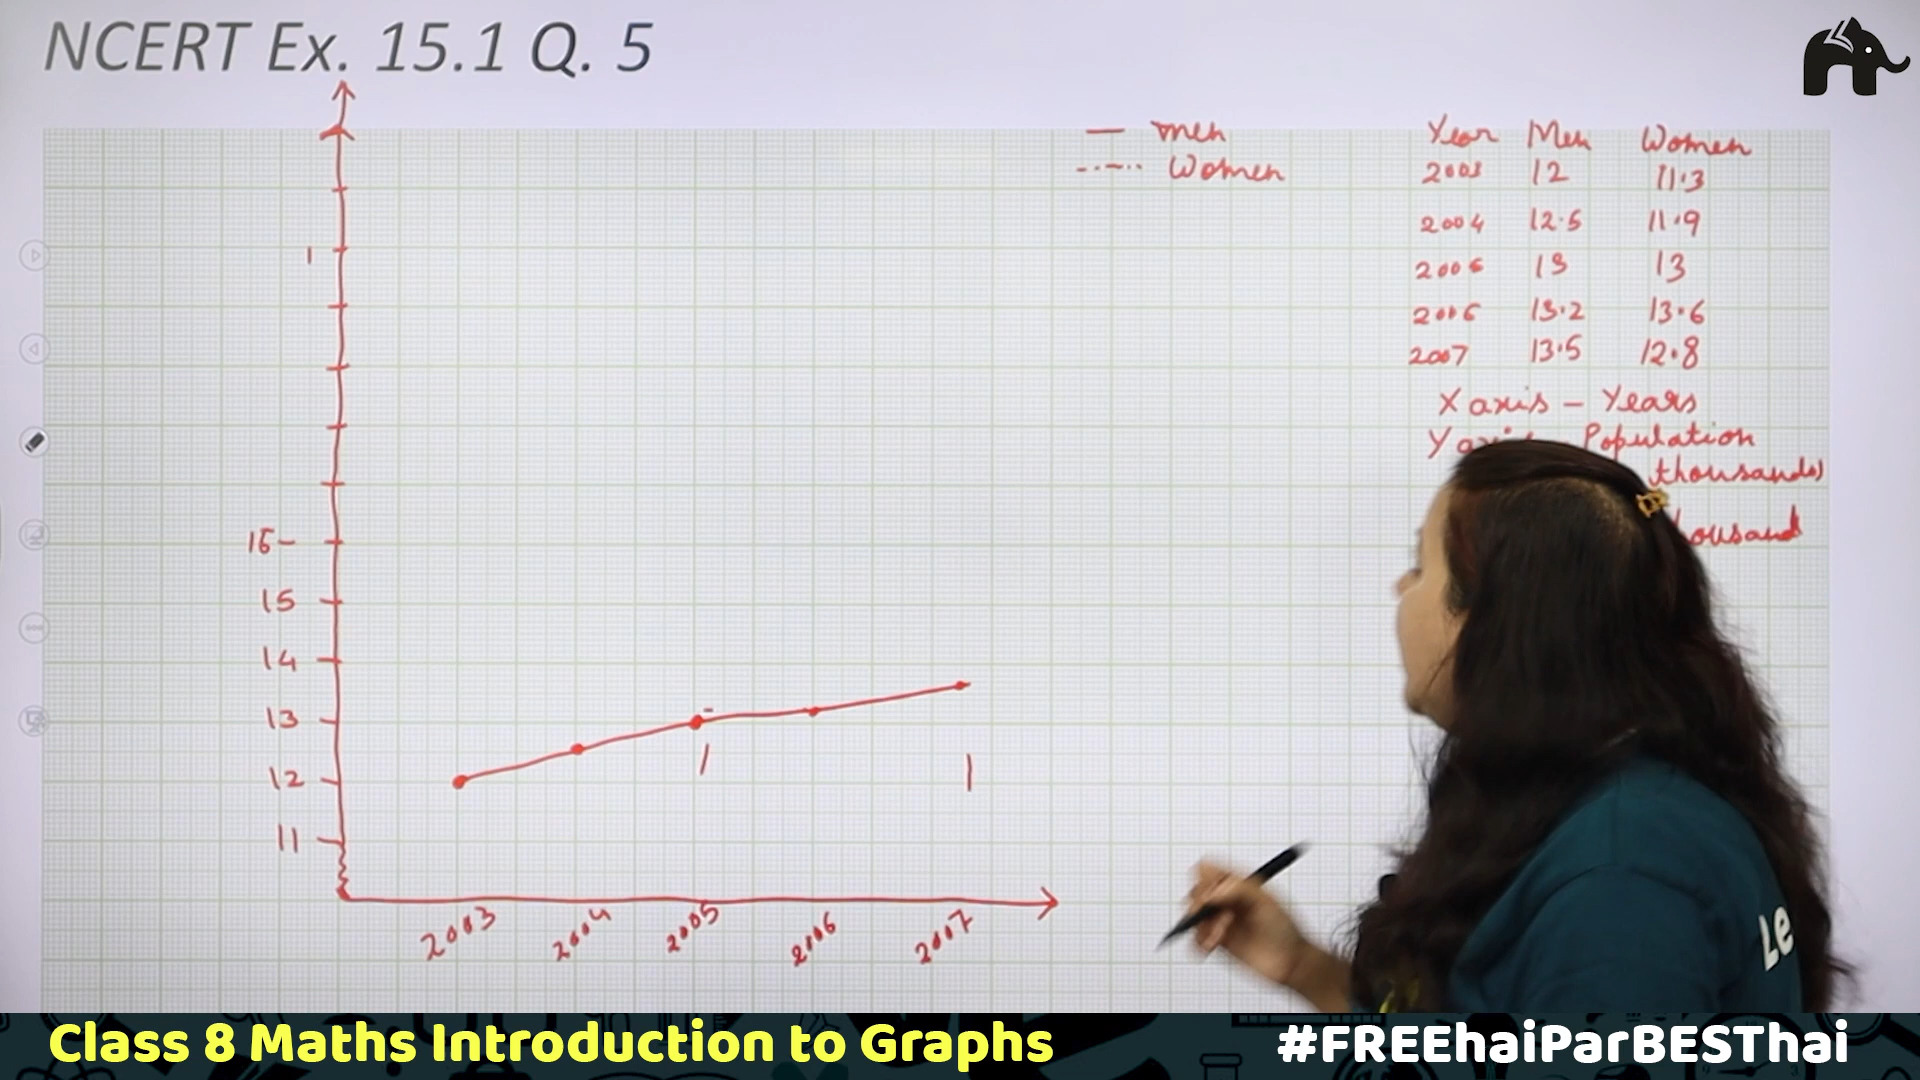 NCERT Ex. 15.1 Q. 5
— men
-·-·-·· Women
Year Men Women
2003 12 11.3
2004 12.5 11.9
2005 13 13
2006 13.2 13.6
2007 13.5 12.8
X axis – Years
Population
thousands)
1
16
15
14
13
12
11
2003 2004 2005 2006 2007
Le
Class 8 Maths Introduction to Graphs
#FREEhaiParBESThai